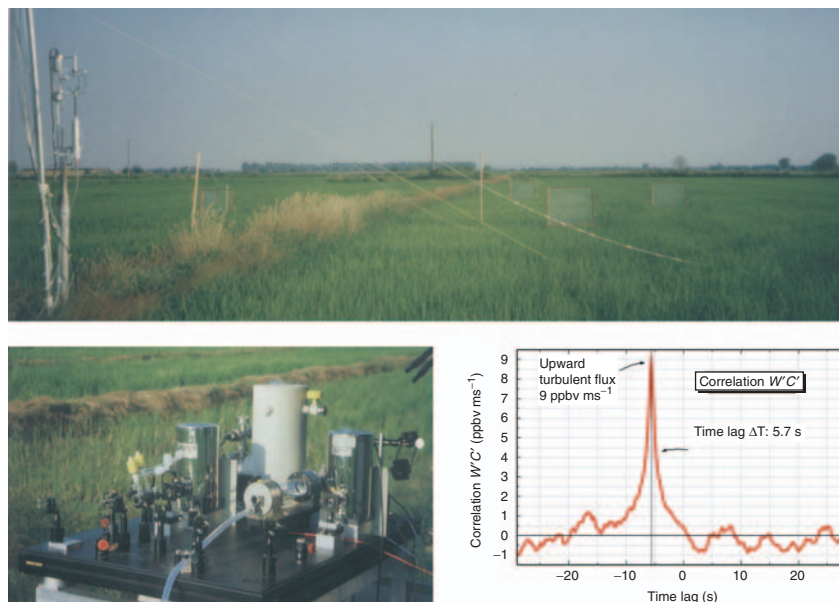 Upward
turbulent flux
9 ppbv ms⁻¹
Correlation W′C′
Time lag ΔT: 5.7 s
Correlation W′C′ (ppbv ms⁻¹)
9
8
7
6
5
4
3
2
1
0
−1
−20
−10
0
10
20
Time lag (s)